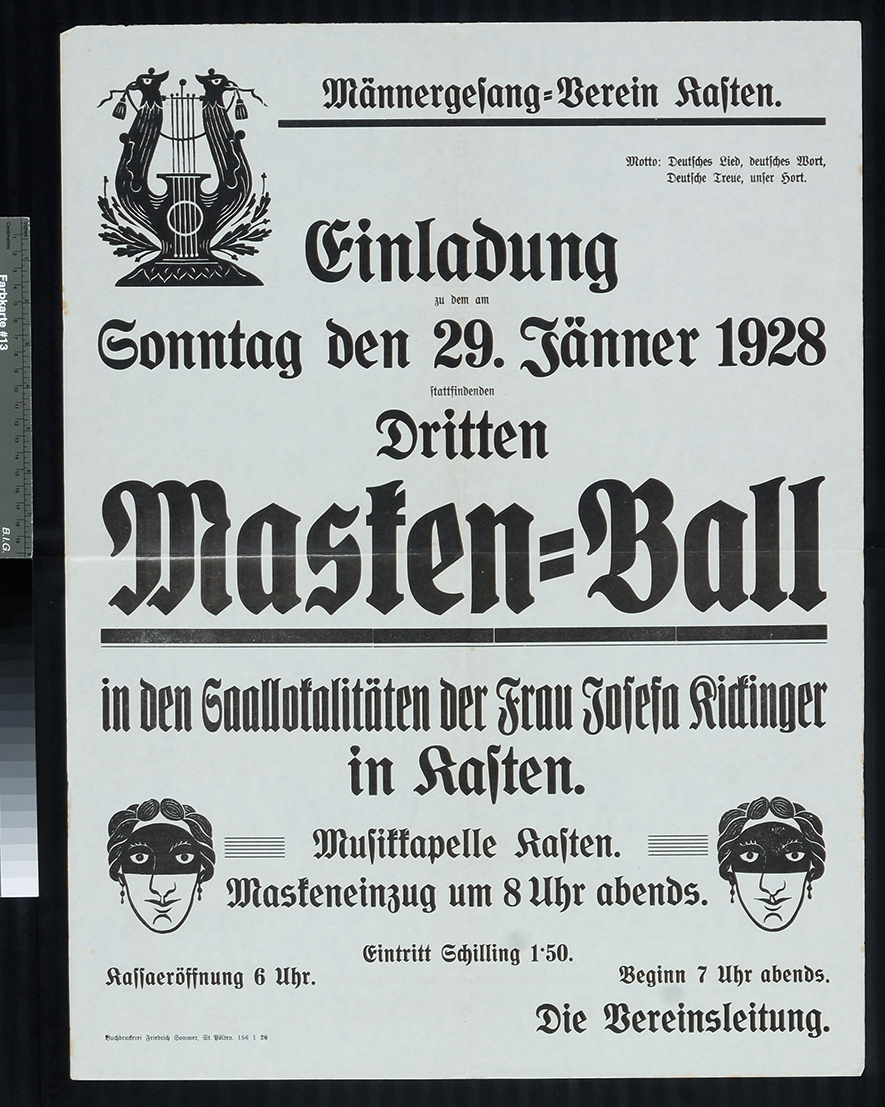 Männergesang=Verein Kasten.
Motto: Deutsches Lied, deutsches Wort,
Deutsche Treue, unser Hort.
Einladung
zu dem am
Sonntag den 29. Jänner 1928
stattfindenden
Dritten
Masken=Ball
in den Saallokalitäten der Frau Josefa Kickinger
in Kasten.
Musikkapelle Kasten.
Maskeneinzug um 8 Uhr abends.
Eintritt Schilling 1·50.
Kassaeröffnung 6 Uhr.
Beginn 7 Uhr abends.
Die Vereinsleitung.
Buchdruckerei Friedrich Sommer, St. Pölten. 156 1 28
Farbkarte #13
B.I.G.
Centimetres
Inches